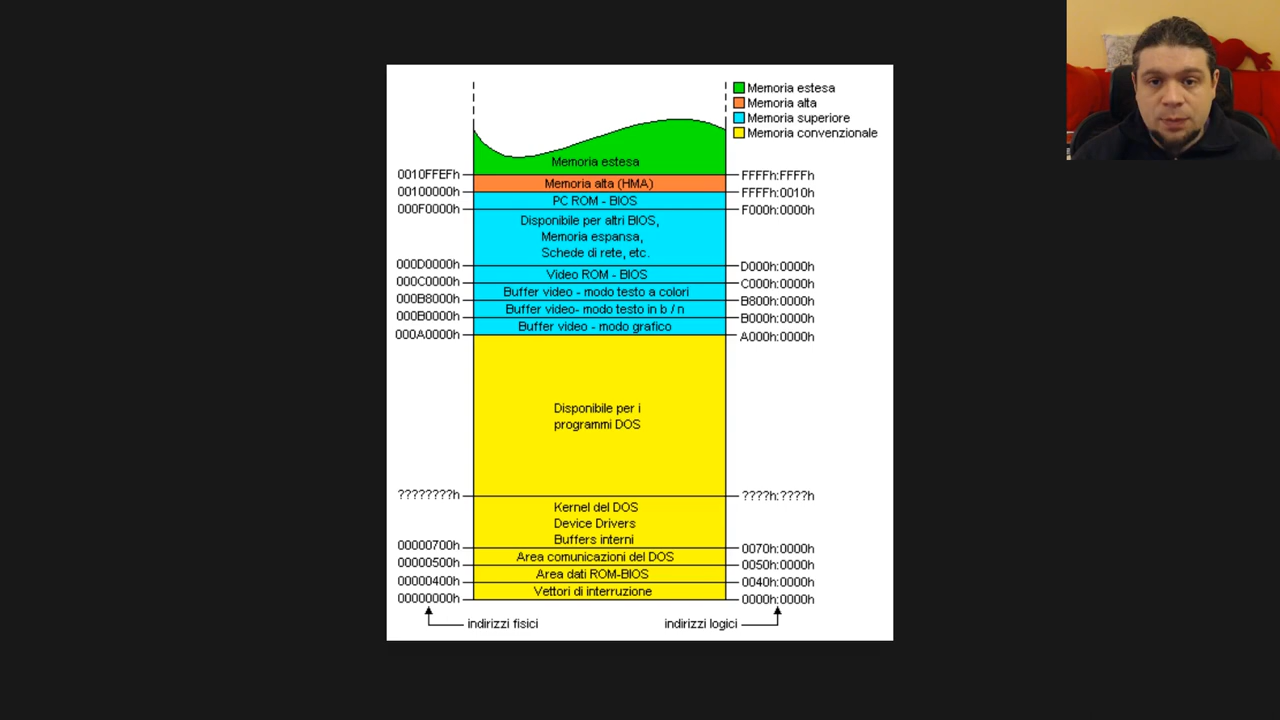 Memoria estesa
Memoria alta
Memoria superiore
Memoria convenzionale
Memoria estesa
0010FFEFh
Memoria alta (HMA)
FFFFh:FFFFh
00100000h
PC ROM - BIOS
FFFFh:0010h
000F0000h
F000h:0000h
Disponibile per altri BIOS,
Memoria espansa,
Schede di rete, etc.
000D0000h
D000h:0000h
Video ROM - BIOS
000C0000h
C000h:0000h
Buffer video - modo testo a colori
000B8000h
B800h:0000h
Buffer video- modo testo in b / n
000B0000h
B000h:0000h
Buffer video - modo grafico
000A0000h
A000h:0000h
Disponibile per i
programmi DOS
????????h
????h:????h
Kernel del DOS
Device Drivers
Buffers interni
00000700h
0070h:0000h
Area comunicazioni del DOS
00000500h
0050h:0000h
Area dati ROM-BIOS
00000400h
0040h:0000h
Vettori di interruzione
00000000h
0000h:0000h
indirizzi fisici
indirizzi logici